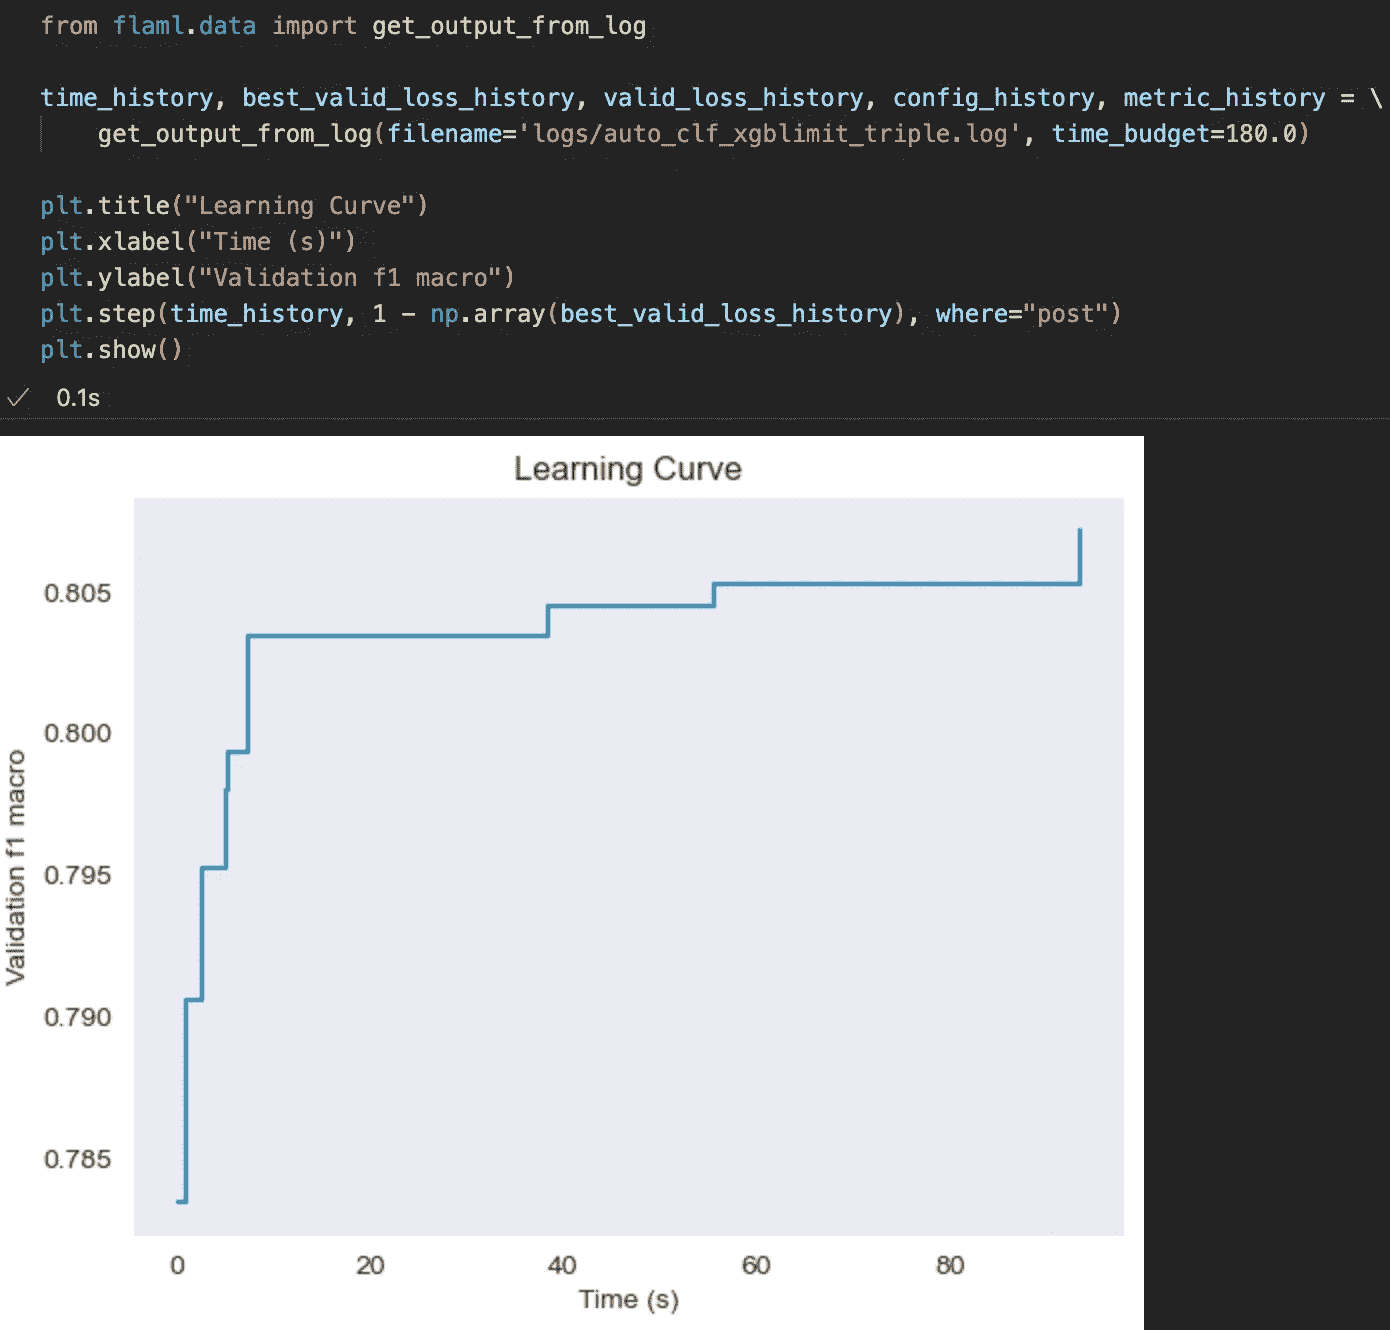 from flaml.data import get_output_from_log
time_history, best_valid_loss_history, valid_loss_history, config_history, metric_history = \
get_output_from_log(filename='logs/auto_clf_xgblimit_triple.log', time_budget=180.0)
plt.title("Learning Curve")
plt.xlabel("Time (s)")
plt.ylabel("Validation f1 macro")
plt.step(time_history, 1 - np.array(best_valid_loss_history), where="post")
plt.show()
0.1s
Learning Curve
Validation f1 macro
0.805
0.800
0.795
0.790
0.785
0 20 40 60 80
Time (s)